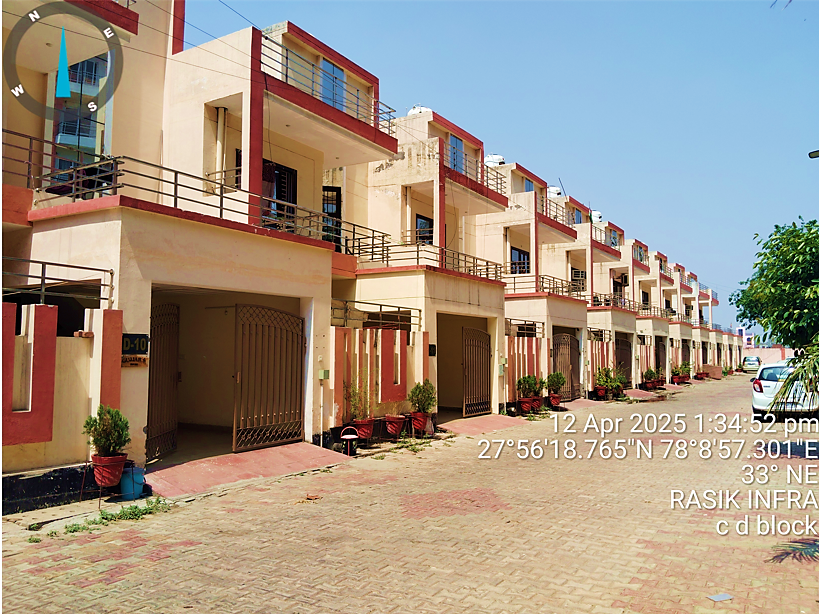 N
E
W
S
D-10
12 Apr 2025 1:34:52 pm
27°56'18.765"N 78°8'57.301"E
33° NE
RASIK INFRA
c d block